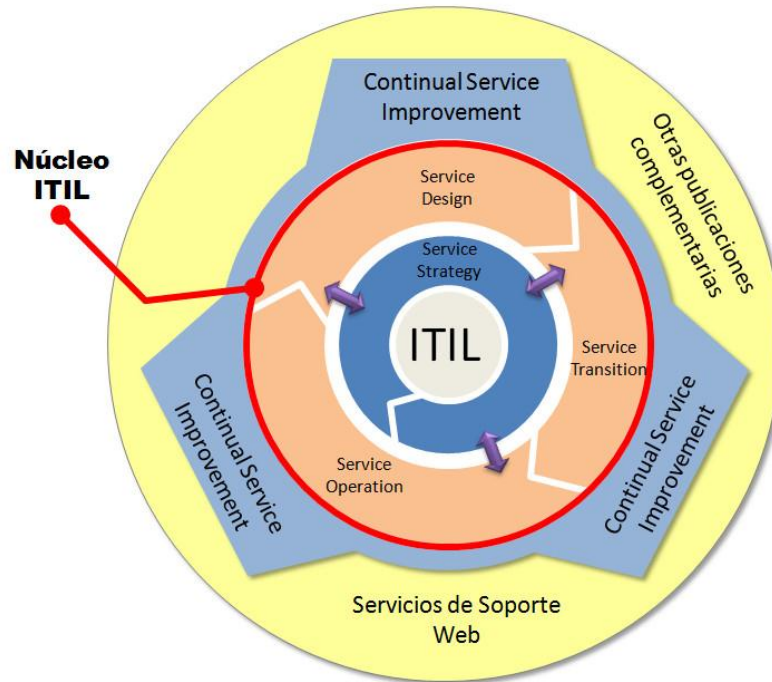 Continual Service
Improvement
Otras publicaciones
complementarias
Núcleo
ITIL
Service
Design
Service
Strategy
ITIL
Service
Transition
Continual Service
Improvement
Continual Service
Improvement
Service
Operation
Servicios de Soporte
Web